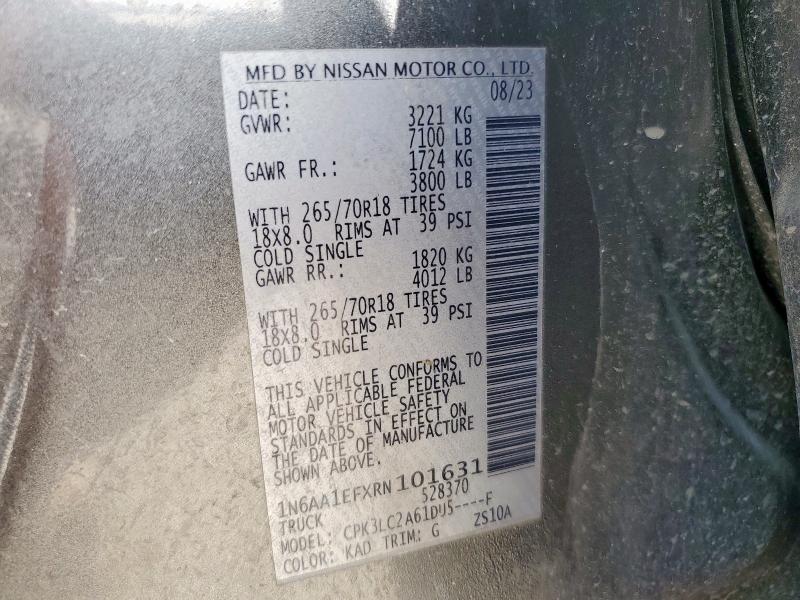 MFD BY NISSAN MOTOR CO., LTD.
DATE: 08/23
GVWR: 3221 KG
7100 LB
GAWR FR.: 1724 KG
3800 LB
WITH 265/70R18 TIRES
18X8.0 RIMS AT 39 PSI
COLD SINGLE
GAWR RR.: 1820 KG
4012 LB
WITH 265/70R18 TIRES
18X8.0 RIMS AT 39 PSI
COLD SINGLE
THIS VEHICLE CONFORMS TO
ALL APPLICABLE FEDERAL
MOTOR VEHICLE SAFETY
STANDARDS IN EFFECT ON
THE DATE OF MANUFACTURE
SHOWN ABOVE.
1N6AA1EFXRN101631
TRUCK 528370
MODEL: CPK3LC2A61DU5----F
COLOR: KAD TRIM: G ZS10A